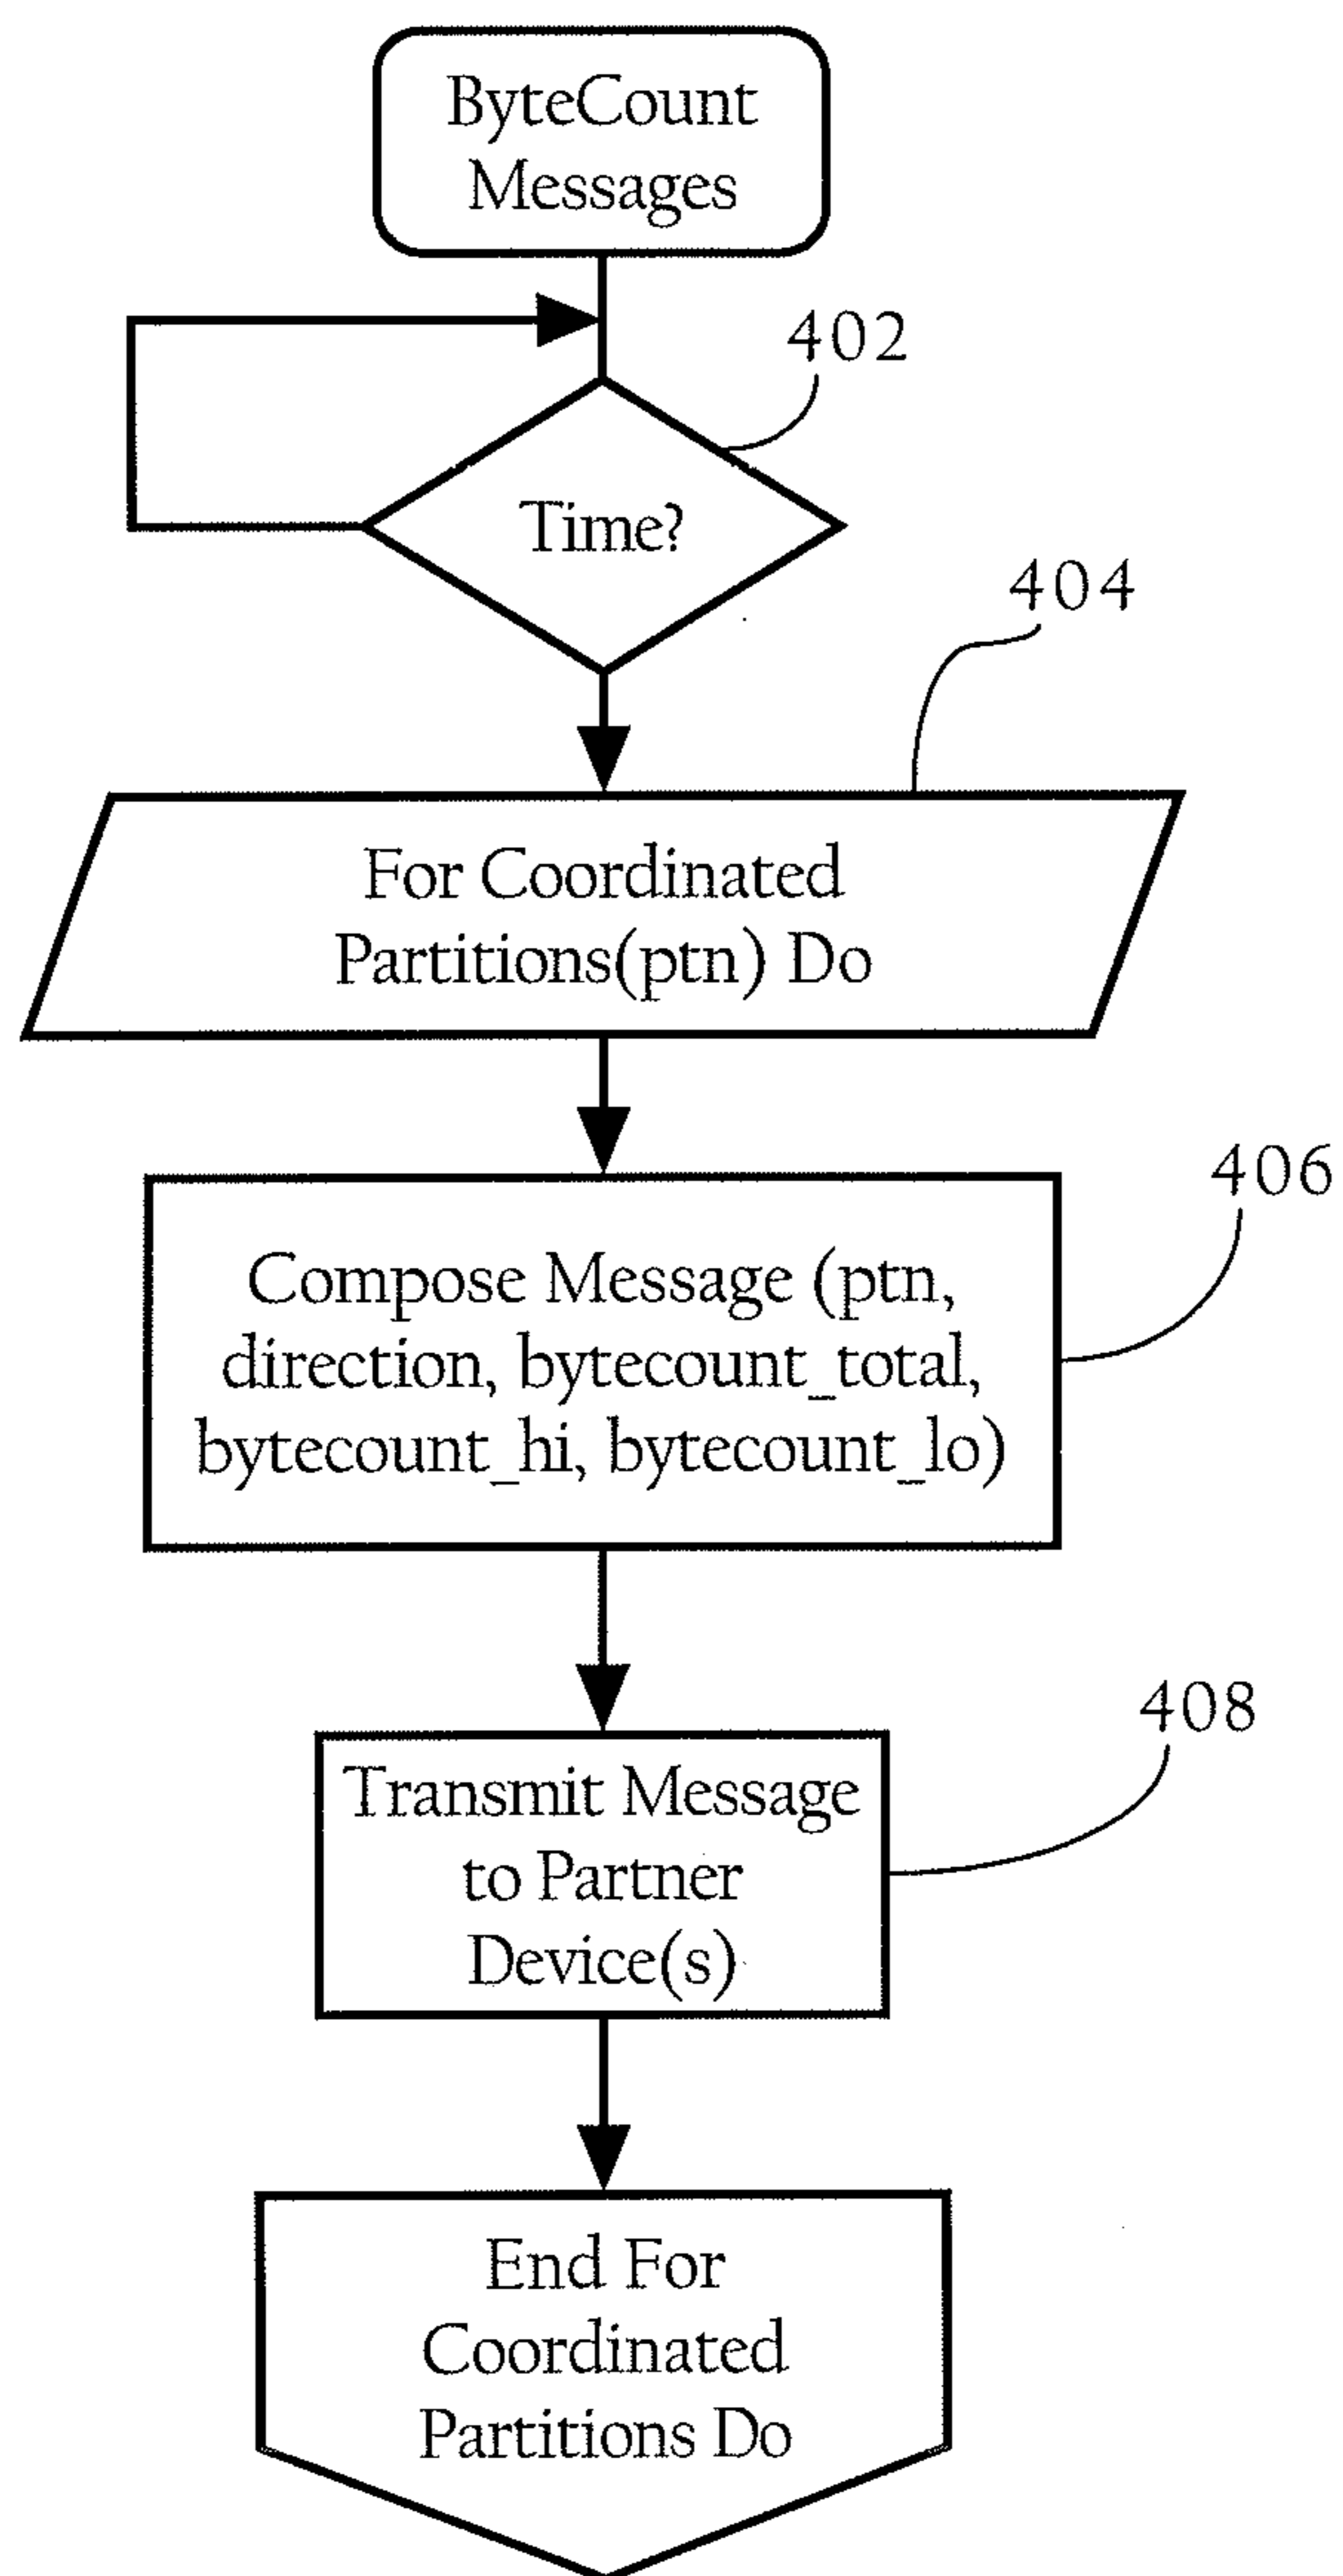 ByteCount
Messages
402
Time?
404
For Coordinated
Partitions(ptn) Do
406
Compose Message (ptn,
direction, bytecount_total,
bytecount_hi, bytecount_lo)
408
Transmit Message
to Partner
Device(s)
End For
Coordinated
Partitions Do